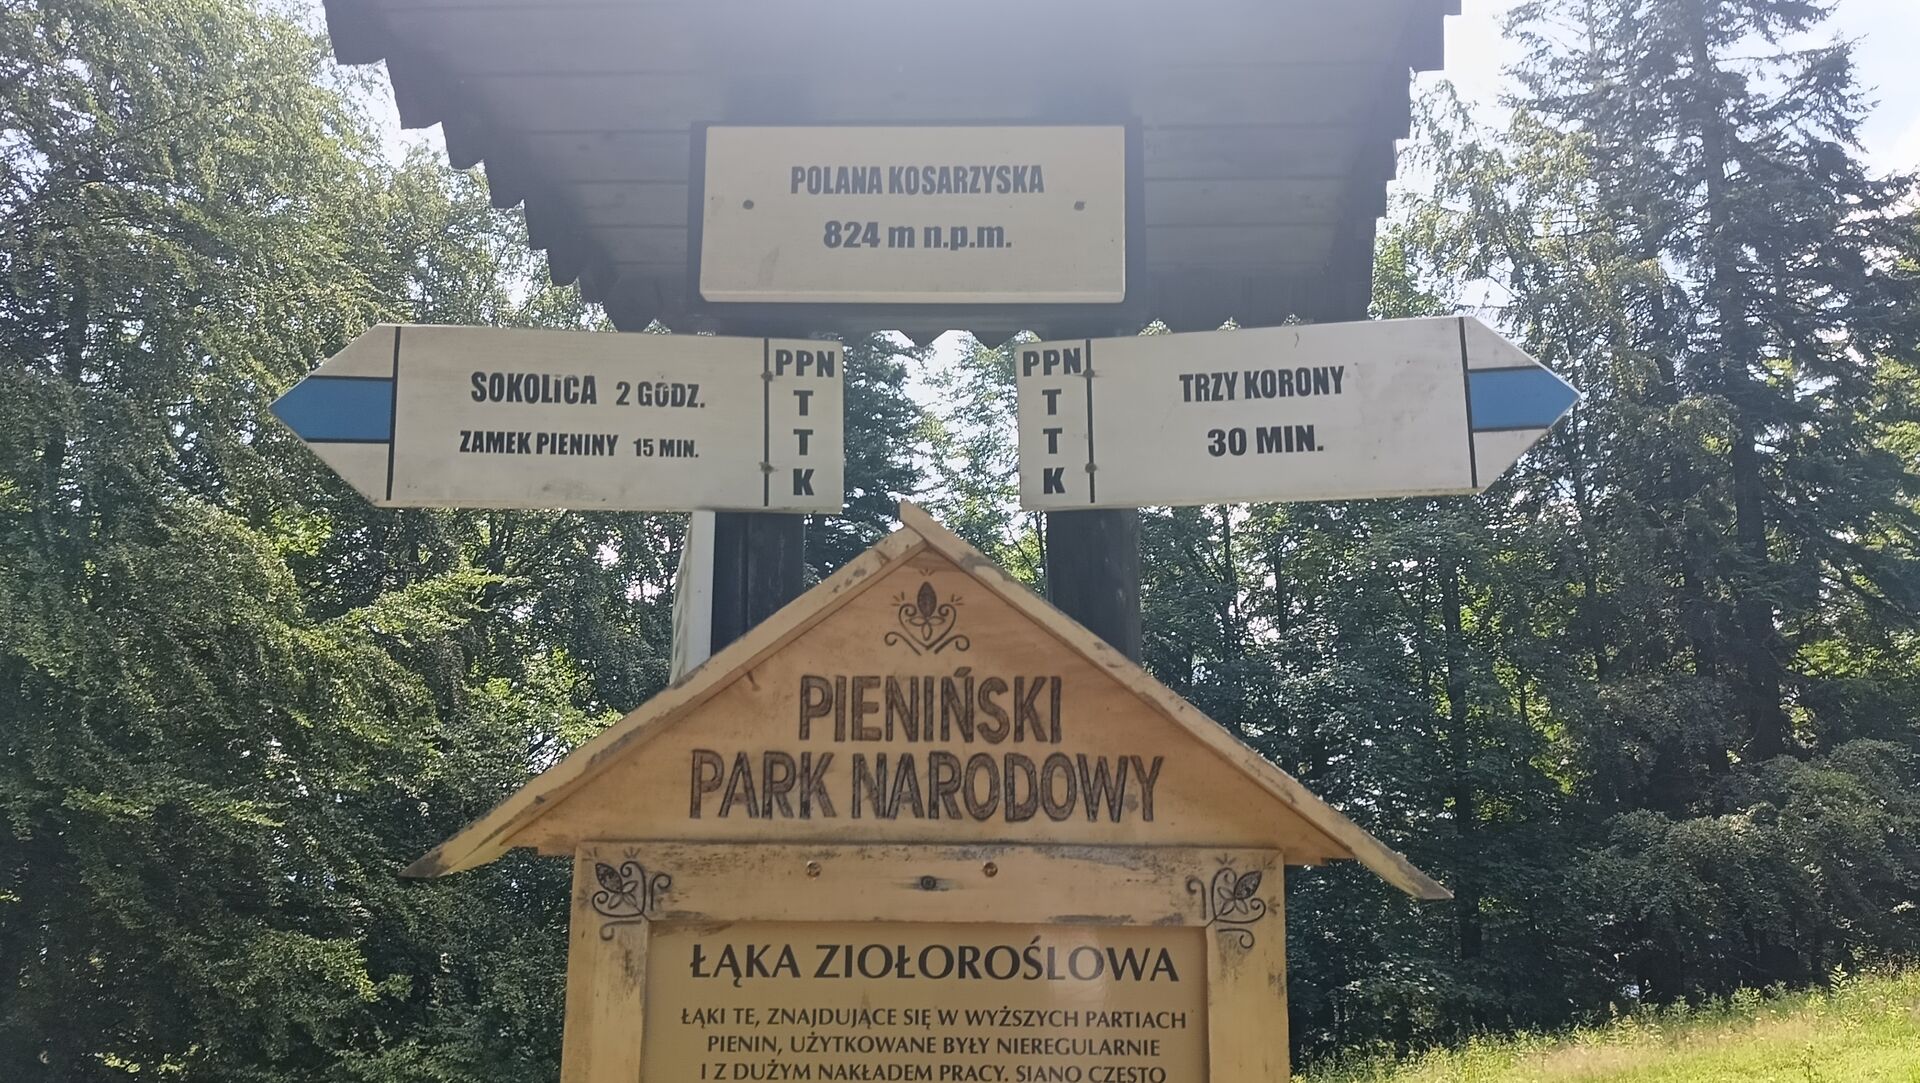 POLANA KOSARZYSKA
824 m n.p.m.
SOKOLICA 2 GODZ.
ZAMEK PIENINY 15 MIN.
PPN
T
T
K
PPN
T
T
K
TRZY KORONY
30 MIN.
PIENIŃSKI
PARK NARODOWY
ŁĄKA ZIOŁOROŚLOWA
ŁĄKI TE, ZNAJDUJĄCE SIĘ W WYŻSZYCH PARTIACH
PIENIN, UŻYTKOWANE BYŁY NIEREGULARNIE
I Z DUŻYM NAKŁADEM PRACY. SIANO CZĘSTO